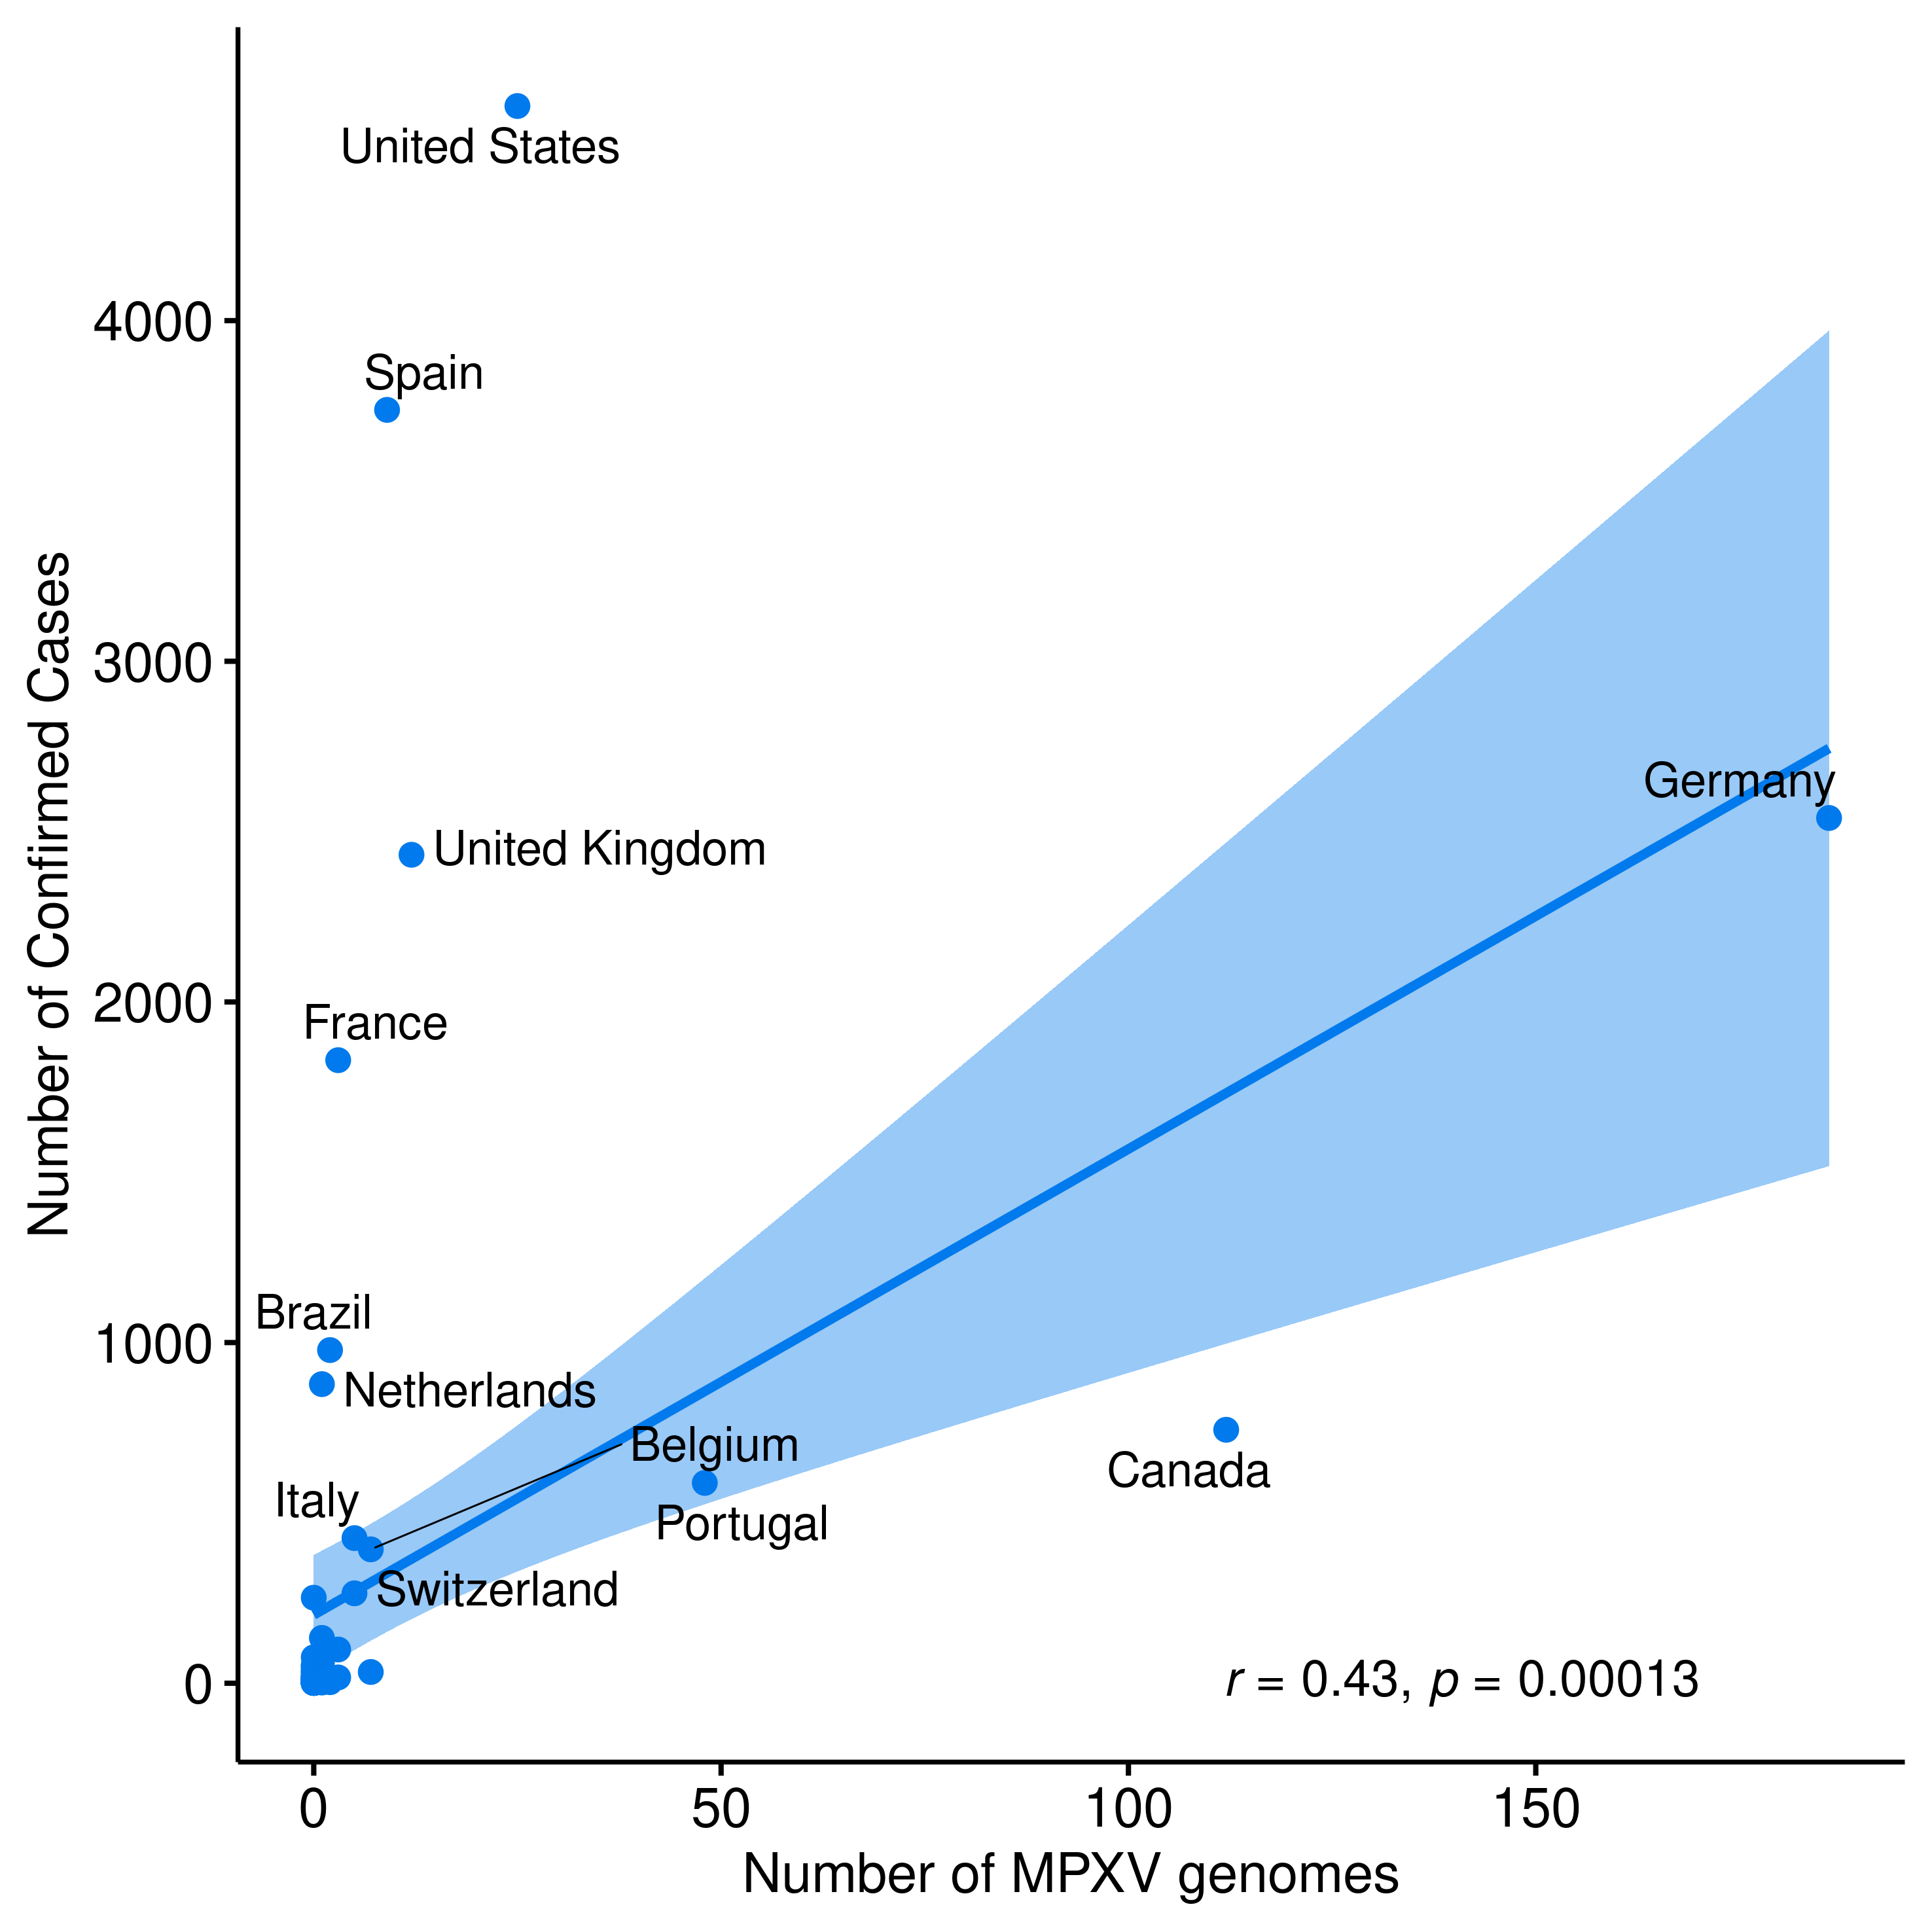 United States
4000
Spain
3000
Germany
United Kingdom
2000
France
Number of Confirmed Cases
Brazil
1000
Netherlands
Belgium
Canada
Italy
Portugal
Switzerland
0
r = 0.43, p = 0.00013
0 50 100 150
Number of MPXV genomes